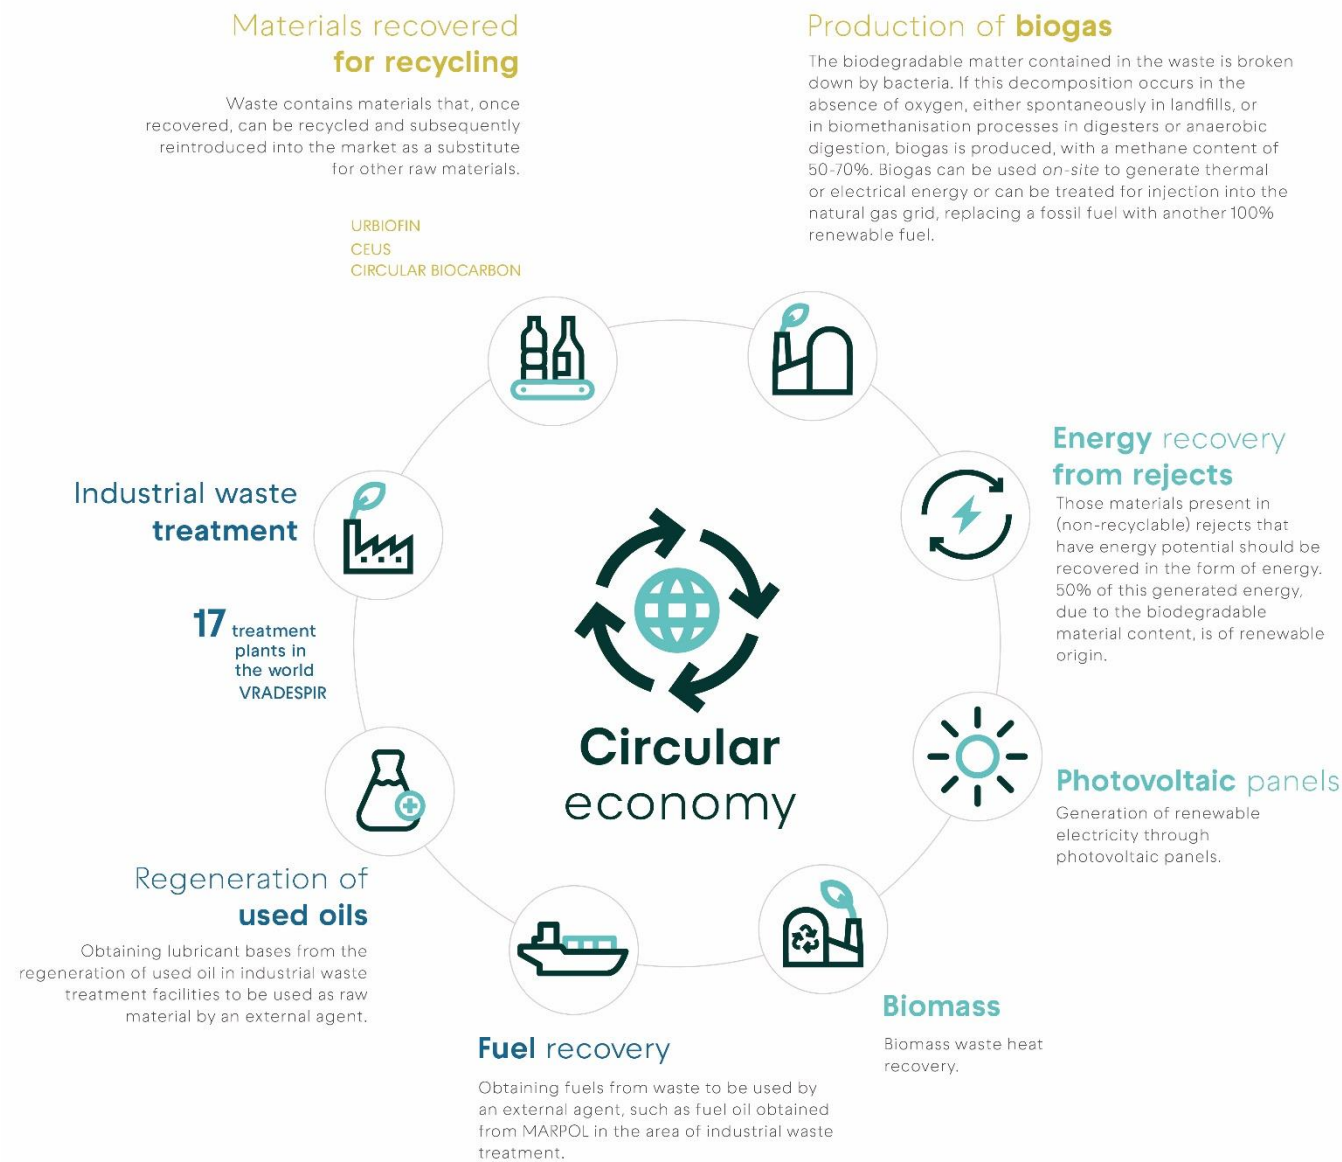 Materials recovered
for recycling
Waste contains materials that, once
recovered, can be recycled and subsequently
reintroduced into the market as a substitute
for other raw materials.
URBIOFIN
CEUS
CIRCULAR BIOCARBON
Production of biogas
The biodegradable matter contained in the waste is broken
down by bacteria. If this decomposition occurs in the
absence of oxygen, either spontaneously in landfills, or
in biomethanisation processes in digesters or anaerobic
digestion, biogas is produced, with a methane content of
50-70%. Biogas can be used on-site to generate thermal
or electrical energy or can be treated for injection into the
natural gas grid, replacing a fossil fuel with another 100%
renewable fuel.
Energy recovery
from rejects
Those materials present in
(non-recyclable) rejects that
have energy potential should be
recovered in the form of energy.
50% of this generated energy,
due to the biodegradable
material content, is of renewable
origin.
Photovoltaic panels
Generation of renewable
electricity through
photovoltaic panels.
Biomass
Biomass waste heat
recovery.
Fuel recovery
Obtaining fuels from waste to be used by
an external agent, such as fuel oil obtained
from MARPOL in the area of industrial waste
treatment.
Regeneration of
used oils
Obtaining lubricant bases from the
regeneration of used oil in industrial waste
treatment facilities to be used as raw
material by an external agent.
Industrial waste
treatment
17 treatment
plants in
the world
VRADESPIR
Circular
economy